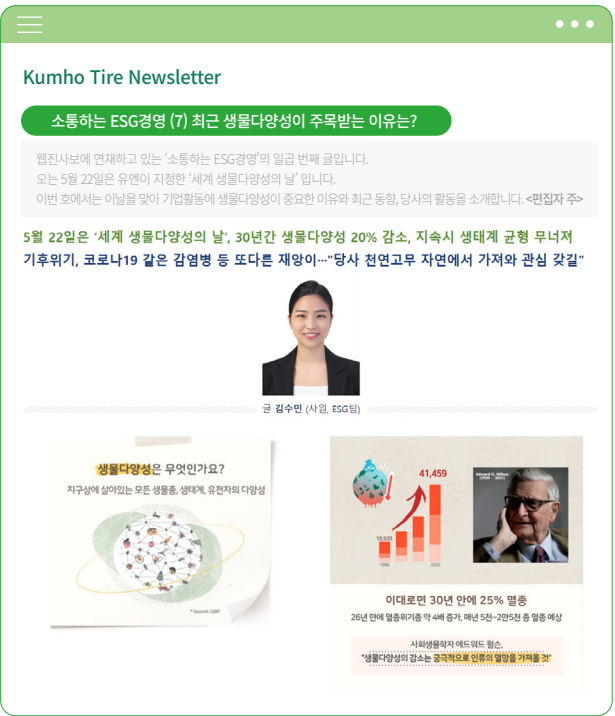 Kumho Tire Newsletter
소통하는 ESG경영 (7) 최근 생물다양성이 주목받는 이유는?
웹진사보에 연재하고 있는 '소통하는 ESG경영'의 일곱 번째 글입니다.
오는 5월 22일은 유엔이 지정한 '세계 생물다양성의 날' 입니다.
이번 호에서는 이날을 맞아 기업활동에 생물다양성이 중요한 이유와 최근 동향, 당사의 활동을 소개합니다. <편집자 주>
5월 22일은 '세계 생물다양성의 날', 30년간 생물다양성 20% 감소, 지속시 생태계 균형 무너져
기후위기, 코로나19 같은 감염병 등 또다른 재앙이…"당사 천연고무 자연에서 가져와 관심 갖길"
글 김수민 (사원, ESG팀)
생물다양성은 무엇인가요?
지구상에 살아있는 모든 생물종, 생태계, 유전자의 다양성
*Source: GBIF
41,459
10,533
1996
2022
Edward O. Wilson
(1929 - 2021)
이대로면 30년 안에 25% 멸종
26년 만에 멸종위기종 약 4배 증가, 매년 5천~2만5천 종 멸종 예상
사회생물학자 에드워드 윌슨,
"생물다양성의 감소는 궁극적으로 인류의 멸망을 가져올 것"